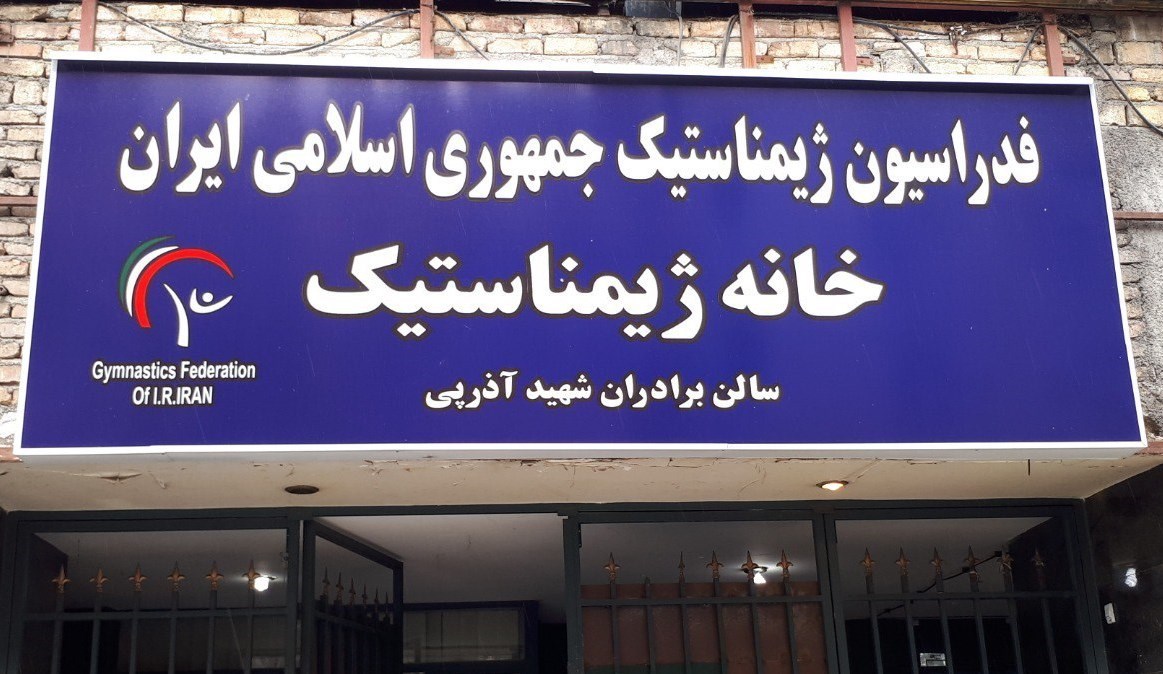 فدراسیون ژیمناستیک جمهوری اسلامی ایران
خانه ژیمناستیک
سالن برادران شهید آذرپی
Gymnastics Federation
Of I.R.IRAN